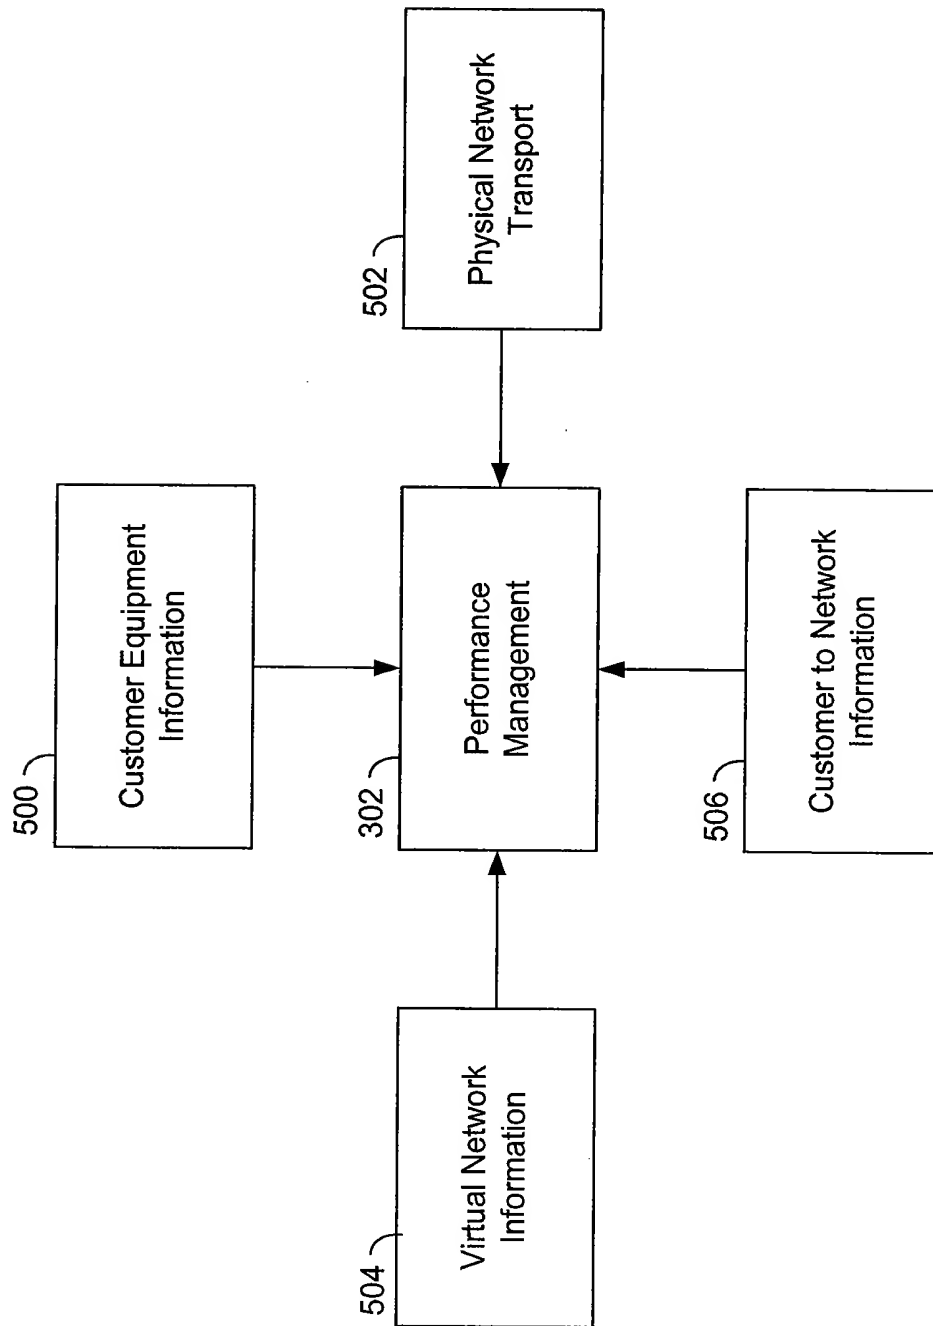 500
Customer Equipment
Information
504
Virtual Network
Information
302
Performance
Management
502
Physical Network
Transport
506
Customer to Network
Information